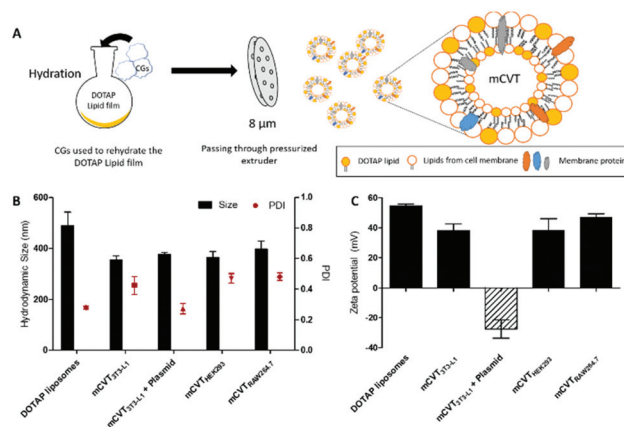 A
Hydration
CGs
DOTAP
Lipid film
CGs used to rehydrate the
DOTAP Lipid film
8 µm
Passing through pressurized
extruder
mCVT
DOTAP lipid
Lipids from cell membrane
Membrane protein
B
Size
PDI
Hydrodynamic Size (nm)
600
400
200
0
PDI
1.0
0.8
0.6
0.4
0.2
0.0
DOTAP liposomes
mCVT3T3-L1
mCVT3T3-L1 + Plasmid
mCVTHEK293
mCVTRAW264.7
C
Zeta potential (mV)
60
40
20
0
-20
-40
DOTAP liposomes
mCVT3T3-L1
mCVT3T3-L1 + Plasmid
mCVTHEK293
mCVTRAW264.7